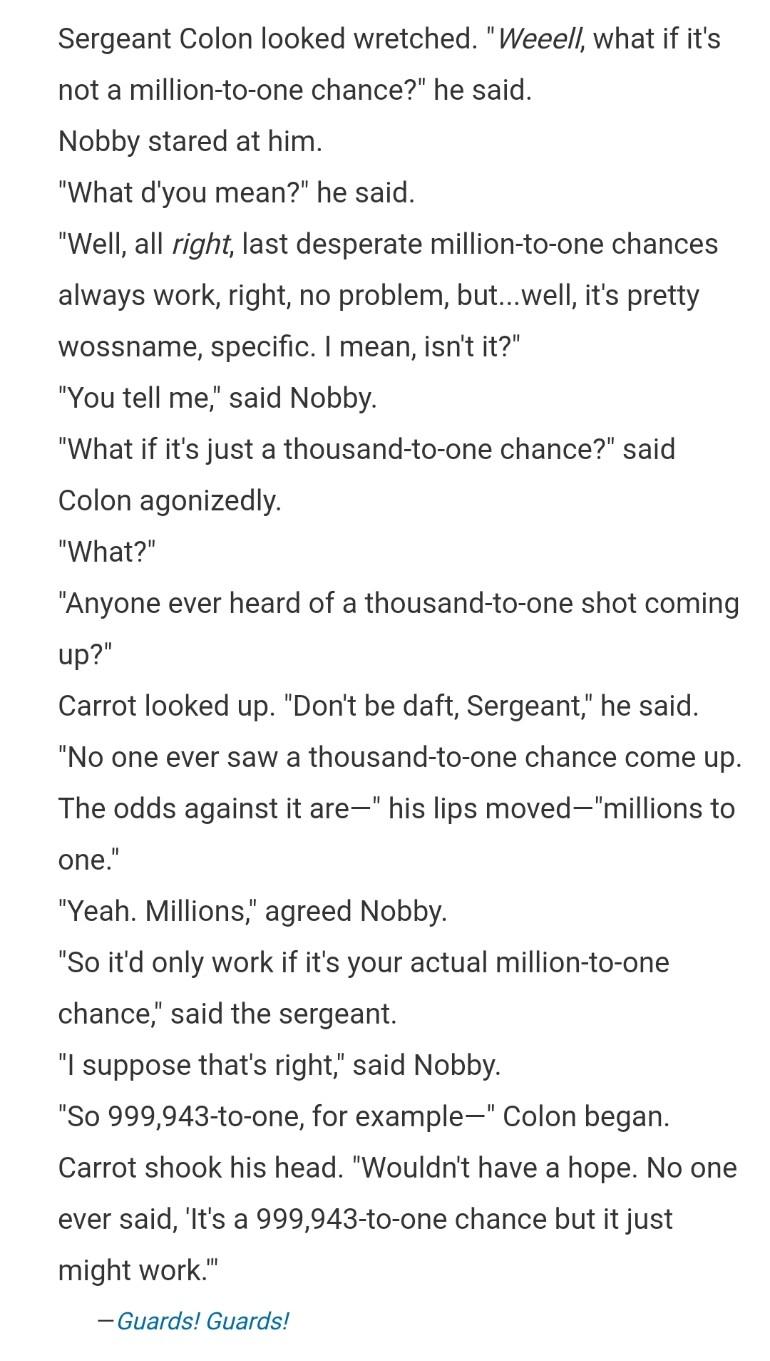 Sergeant Colon looked wretched. "Weeell, what if it's
not a million-to-one chance?" he said.
Nobby stared at him.
"What d'you mean?" he said.
"Well, all right, last desperate million-to-one chances
always work, right, no problem, but...well, it's pretty
wossname, specific. I mean, isn't it?"
"You tell me," said Nobby.
"What if it's just a thousand-to-one chance?" said
Colon agonizedly.
"What?"
"Anyone ever heard of a thousand-to-one shot coming
up?"
Carrot looked up. "Don't be daft, Sergeant," he said.
"No one ever saw a thousand-to-one chance come up.
The odds against it are—" his lips moved—"millions to
one."
"Yeah. Millions," agreed Nobby.
"So it'd only work if it's your actual million-to-one
chance," said the sergeant.
"I suppose that's right," said Nobby.
"So 999,943-to-one, for example—" Colon began.
Carrot shook his head. "Wouldn't have a hope. No one
ever said, 'It's a 999,943-to-one chance but it just
might work.'"
—Guards! Guards!